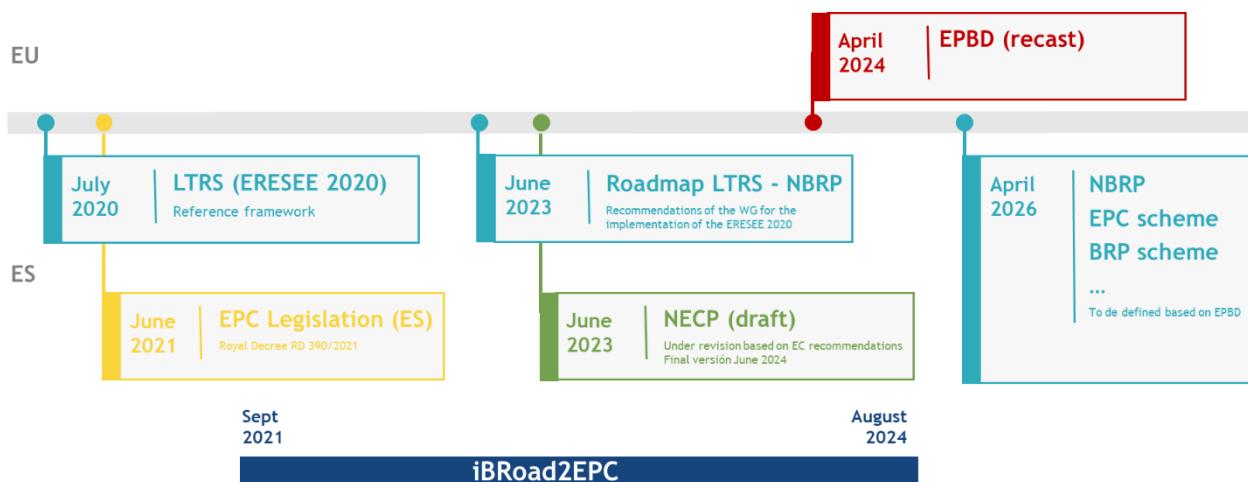 EU
April
2024
EPBD (recast)
July
2020
LTRS (ERESEE 2020)
Reference framework
June
2023
Roadmap LTRS - NBRP
Recommendations of the WG for the
implementation of the ERESEE 2020
April
2026
NBRP
EPC scheme
BRP scheme
...
To de defined based on EPBD
ES
June
2021
EPC Legislation (ES)
Royal Decree RD 390/2021
June
2023
NECP (draft)
Under revision based on EC recommendations
Final versión June 2024
Sept
2021
August
2024
iBRoad2EPC